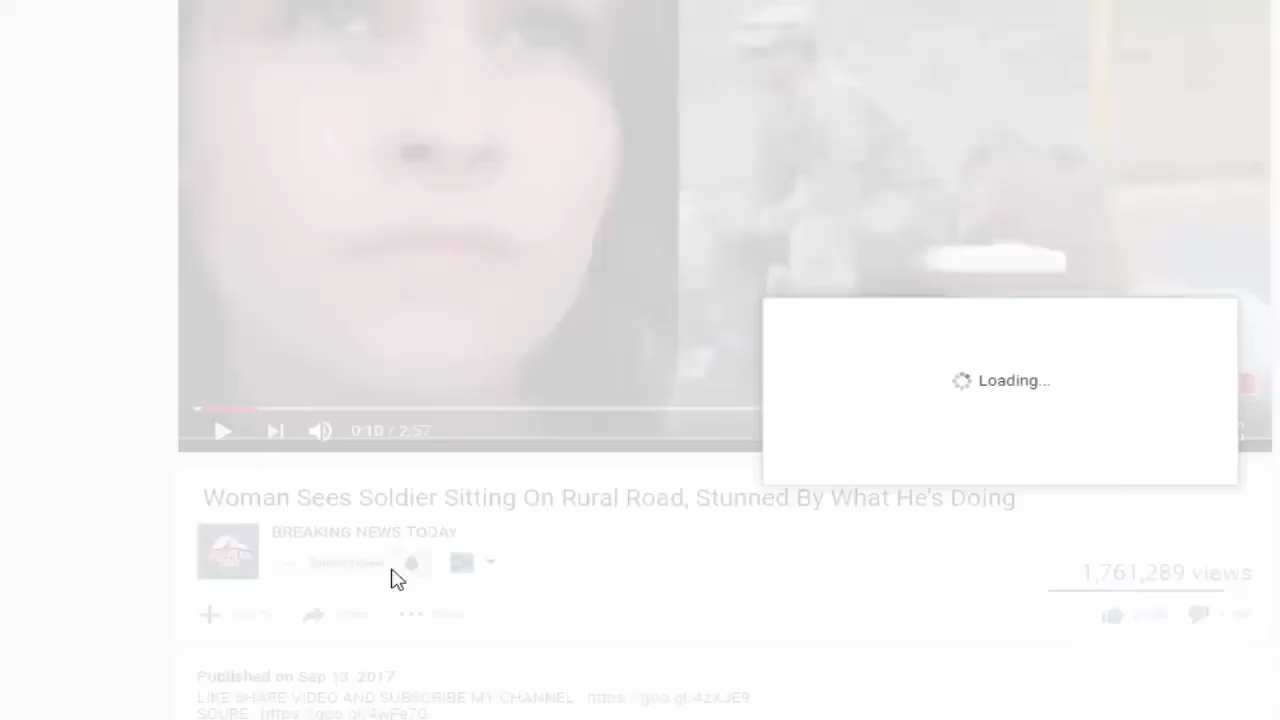 Loading...
0:10 / 2:57
Woman Sees Soldier Sitting On Rural Road, Stunned By What He's Doing
BREAKING NEWS TODAY
1,761,289 views
Published on Sep 13, 2017
LIKE SHARE VIDEO AND SUBSCRIBE MY CHANNEL